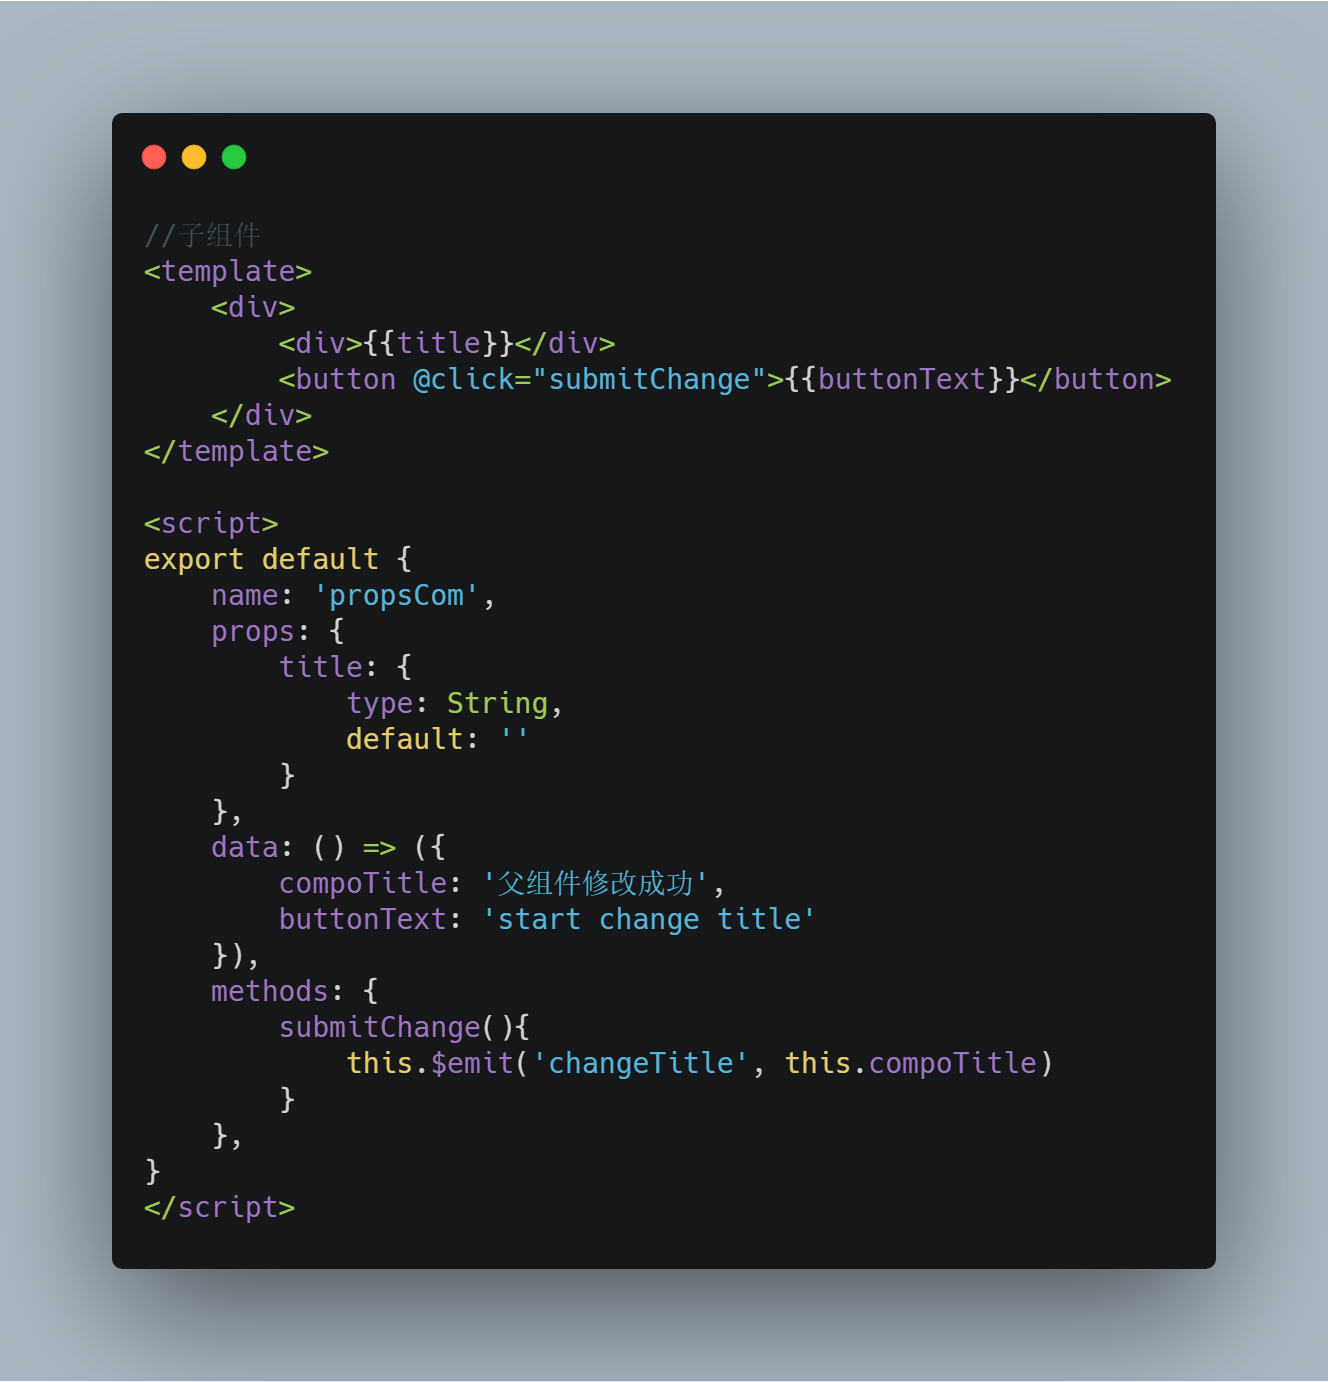 //子组件
<template>
    <div>
        <div>{{title}}</div>
        <button @click="submitChange">{{buttonText}}</button>
    </div>
</template>

<script>
export default {
    name: 'propsCom',
    props: {
        title: {
            type: String,
            default: ''
        }
    },
    data: () => ({
        compoTitle: '父组件修改成功',
        buttonText: 'start change title'
    }),
    methods: {
        submitChange(){
            this.$emit('changeTitle', this.compoTitle)
        }
    },
}
</script>